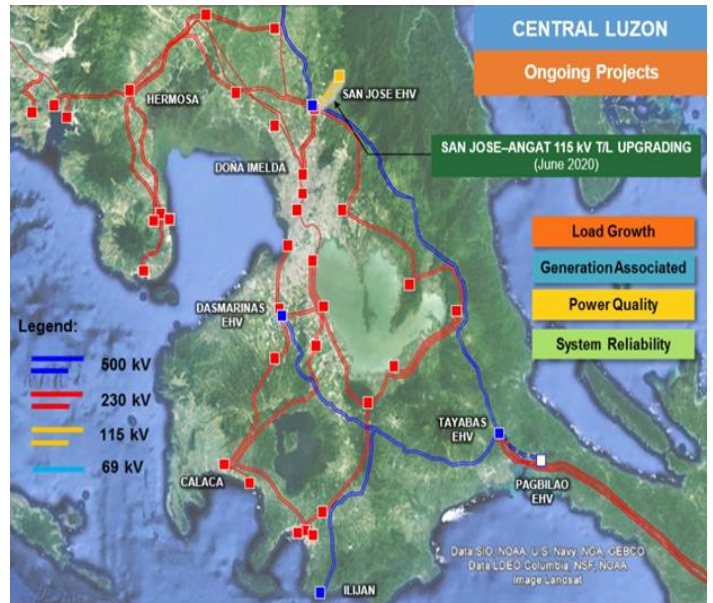 CENTRAL LUZON
Ongoing Projects
SAN JOSE EHV
HERMOSA
SAN JOSE–ANGAT 115 kV T/L UPGRADING
(June 2020)
DOÑA IMELDA
Load Growth
Generation Associated
Power Quality
System Reliability
DASMARINAS
EHV
Legend:
500 kV
230 kV
115 kV
69 kV
TAYABAS
EHV
CALACA
PAGBILAO
EHV
Data SIO, NOAA, U.S. Navy, NGA, GEBCO
Data LDEO Columbia, NSF, NOAA
Image Landsat
ILIJAN